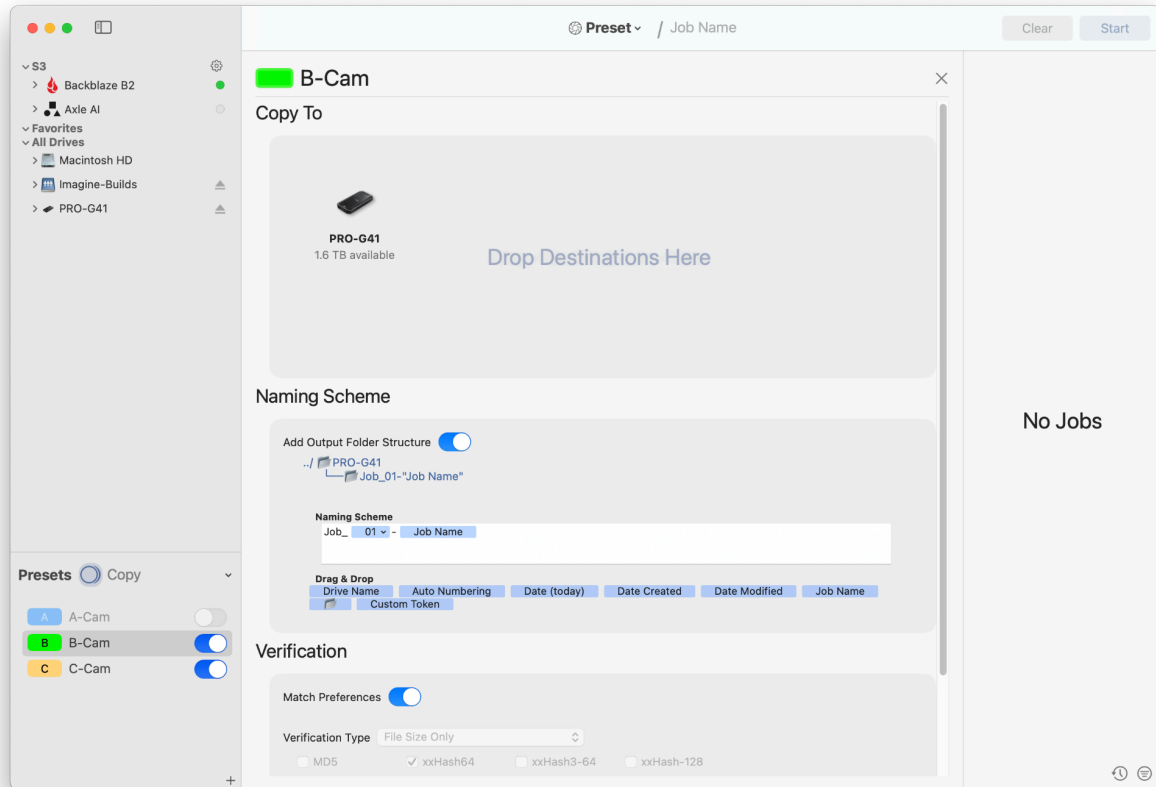 Preset / Job Name
Clear Start
S3
Backblaze B2
Axle AI
Favorites
All Drives
Macintosh HD
Imagine-Builds
PRO-G41
Presets Copy
A A-Cam
B B-Cam
C C-Cam
+
B-Cam
Copy To
PRO-G41
1.6 TB available
Drop Destinations Here
Naming Scheme
Add Output Folder Structure
../ PRO-G41
Job_01-"Job Name"
Naming Scheme
Job_ 01 - Job Name
Drag & Drop
Drive Name Auto Numbering Date (today) Date Created Date Modified Job Name
Custom Token
Verification
Match Preferences
Verification Type File Size Only
MD5 xxHash64 xxHash3-64 xxHash-128
No Jobs